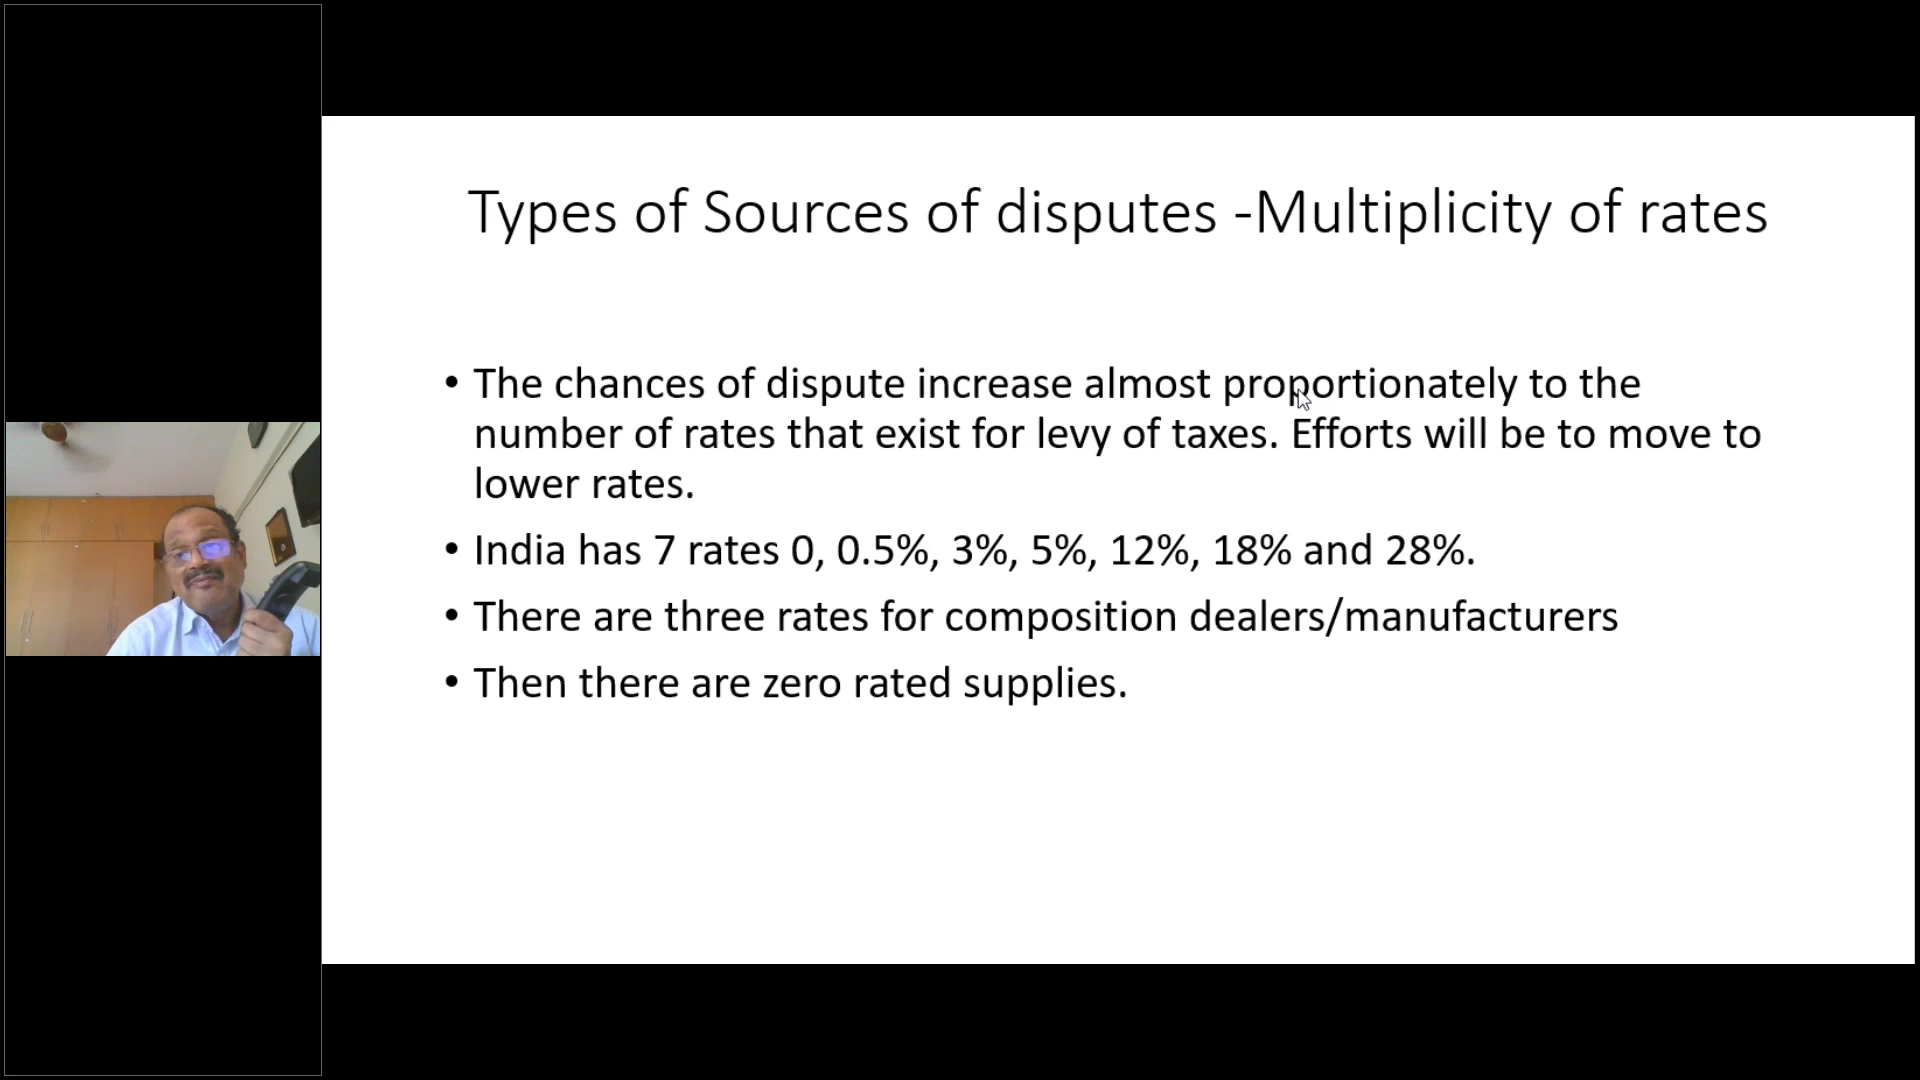 Types of Sources of disputes -Multiplicity of rates
• The chances of dispute increase almost proportionately to the
number of rates that exist for levy of taxes. Efforts will be to move to
lower rates.
• India has 7 rates 0, 0.5%, 3%, 5%, 12%, 18% and 28%.
• There are three rates for composition dealers/manufacturers
• Then there are zero rated supplies.